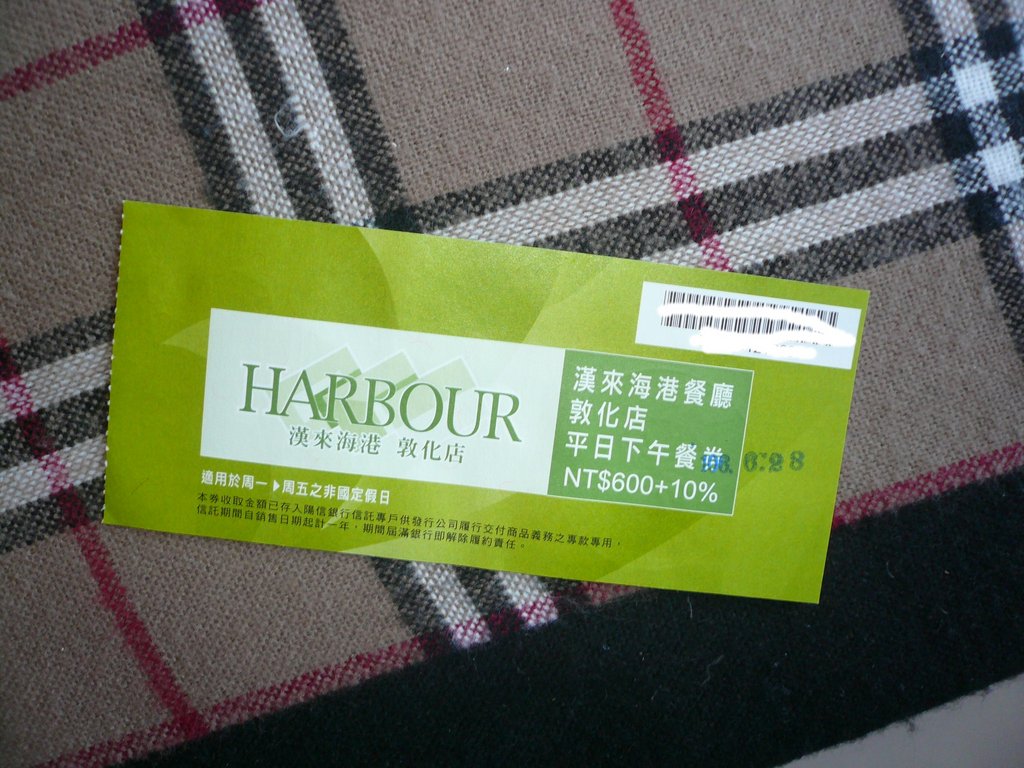 HARBOUR
漢來海港 敦化店
漢來海港餐廳
敦化店
平日下午餐券
NT$600+10%
適用於周一▶周五之非國定假日
本券收取金額已存入陽信銀行信託專戶供發行公司履行交付商品義務之專款專用，
信託期間自銷售日期起計一年，期間屆滿銀行即解除履約責任。
6.28